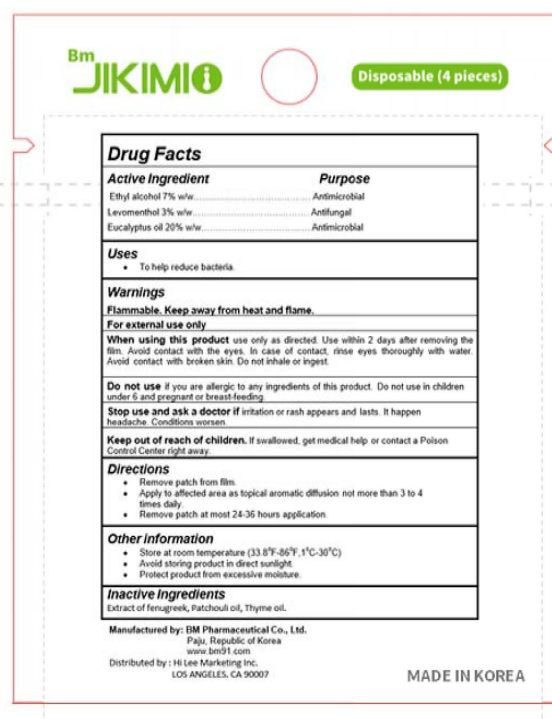 Bm
JIKIMI
Disposable (4 pieces)
Drug Facts
Active Ingredient Purpose
Ethyl alcohol 7% w/w........................................Antimicrobial
Levomenthol 3% w/w........................................Antifungal
Eucalyptus oil 20% w/w.....................................Antimicrobial
Uses
• To help reduce bacteria.
Warnings
Flammable. Keep away from heat and flame.
For external use only
When using this product use only as directed. Use within 2 days after removing the
film. Avoid contact with the eyes. In case of contact, rinse eyes thoroughly with water.
Avoid contact with broken skin. Do not inhale or ingest.
Do not use if you are allergic to any ingredients of this product. Do not use in children
under 6 and pregnant or breast-feeding.
Stop use and ask a doctor if irritation or rash appears and lasts. It happen
headache. Conditions worsen.
Keep out of reach of children. If swallowed, get medical help or contact a Poison
Control Center right away.
Directions
• Remove patch from film.
• Apply to affected area as topical aromatic diffusion not more than 3 to 4
times daily.
• Remove patch at most 24-36 hours application.
Other information
• Store at room temperature (33.8°F-86°F,1°C-30°C)
• Avoid storing product in direct sunlight.
• Protect product from excessive moisture.
Inactive Ingredients
Extract of fenugreek, Patchouli oil, Thyme oil.
Manufactured by: BM Pharmaceutical Co., Ltd.
Paju, Republic of Korea
www.bm91.com
Distributed by : Hi Lee Marketing Inc.
LOS ANGELES, CA 90007
MADE IN KOREA